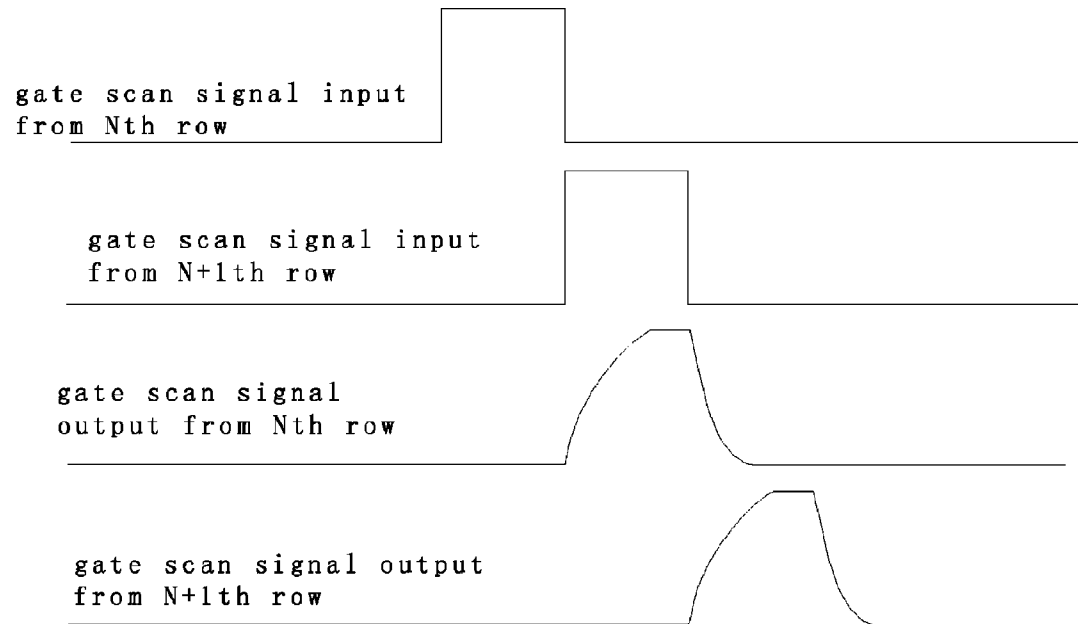 gate scan signal input
from Nth row
gate scan signal input
from N+1th row
gate scan signal
output from Nth row
gate scan signal output
from N+1th row